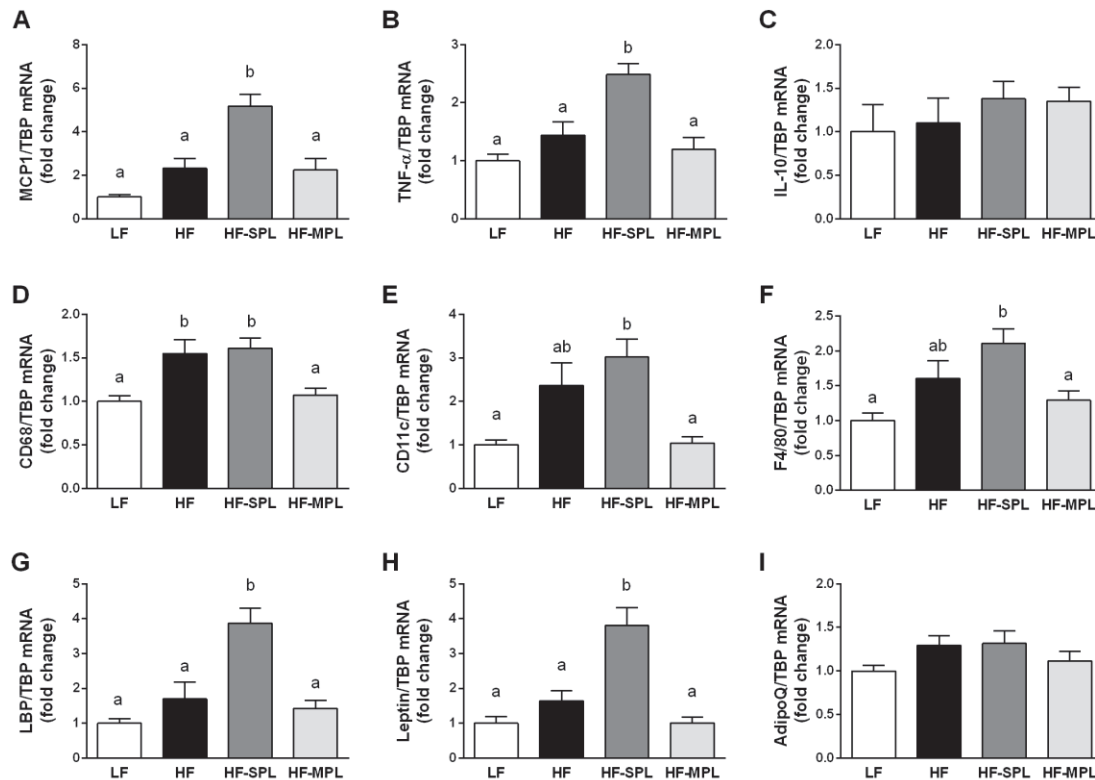 A
MCP1/TBP mRNA
(fold change)
8
6
4
2
0
a
a
b
a
LF HF HF-SPL HF-MPL
B
TNF-α/TBP mRNA
(fold change)
3
2
1
0
a
a
b
a
LF HF HF-SPL HF-MPL
C
IL-10/TBP mRNA
(fold change)
2.0
1.5
1.0
0.5
0.0
LF HF HF-SPL HF-MPL
D
CD68/TBP mRNA
(fold change)
2.0
1.5
1.0
0.5
0.0
a
b
b
a
LF HF HF-SPL HF-MPL
E
CD11c/TBP mRNA
(fold change)
4
3
2
1
0
a
ab
b
a
LF HF HF-SPL HF-MPL
F
F4/80/TBP mRNA
(fold change)
2.5
2.0
1.5
1.0
0.5
0.0
a
ab
b
a
LF HF HF-SPL HF-MPL
G
LBP/TBP mRNA
(fold change)
5
4
3
2
1
0
a
a
b
a
LF HF HF-SPL HF-MPL
H
Leptin/TBP mRNA
(fold change)
5
4
3
2
1
0
a
a
b
a
LF HF HF-SPL HF-MPL
I
AdipoQ/TBP mRNA
(fold change)
2.0
1.5
1.0
0.5
0.0
LF HF HF-SPL HF-MPL